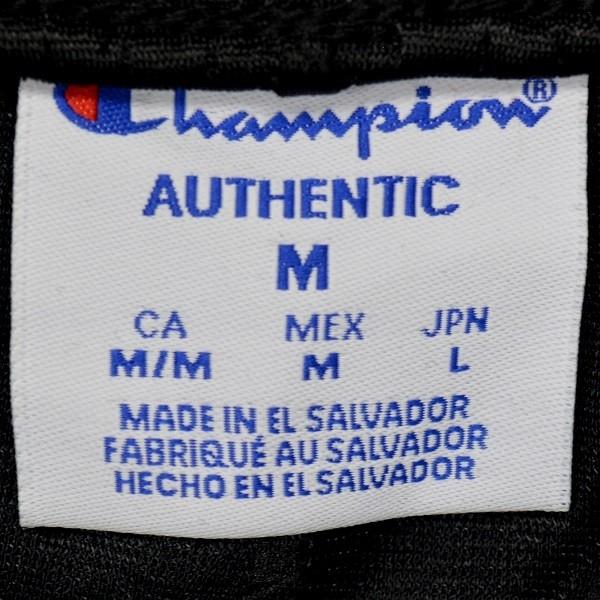 Champion®
AUTHENTIC
M
CA MEX JPN
M/M M L
MADE IN EL SALVADOR
FABRIQUÉ AU SALVADOR
HECHO EN EL SALVADOR